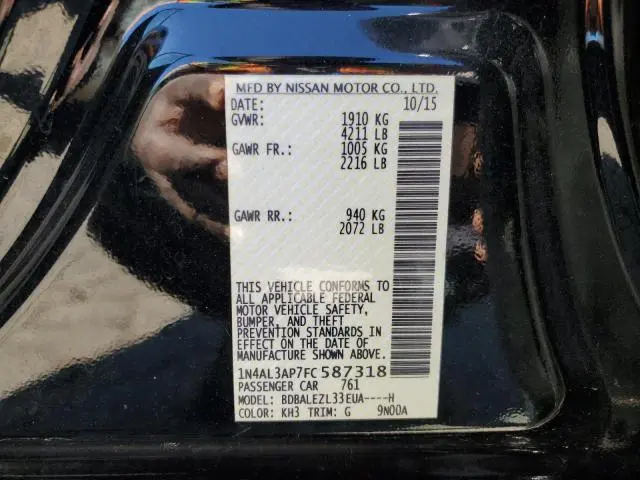 MFD BY NISSAN MOTOR CO., LTD.
DATE: 10/15
GVWR: 1910 KG
4211 LB
GAWR FR.: 1005 KG
2216 LB
GAWR RR.: 940 KG
2072 LB
THIS VEHICLE CONFORMS TO
ALL APPLICABLE FEDERAL
MOTOR VEHICLE SAFETY,
BUMPER, AND THEFT
PREVENTION STANDARDS IN
EFFECT ON THE DATE OF
MANUFACTURE SHOWN ABOVE.
1N4AL3AP7FC587318
PASSENGER CAR 761
MODEL: BDBALEZL33EUA----H
COLOR: KH3 TRIM: G 9N00A